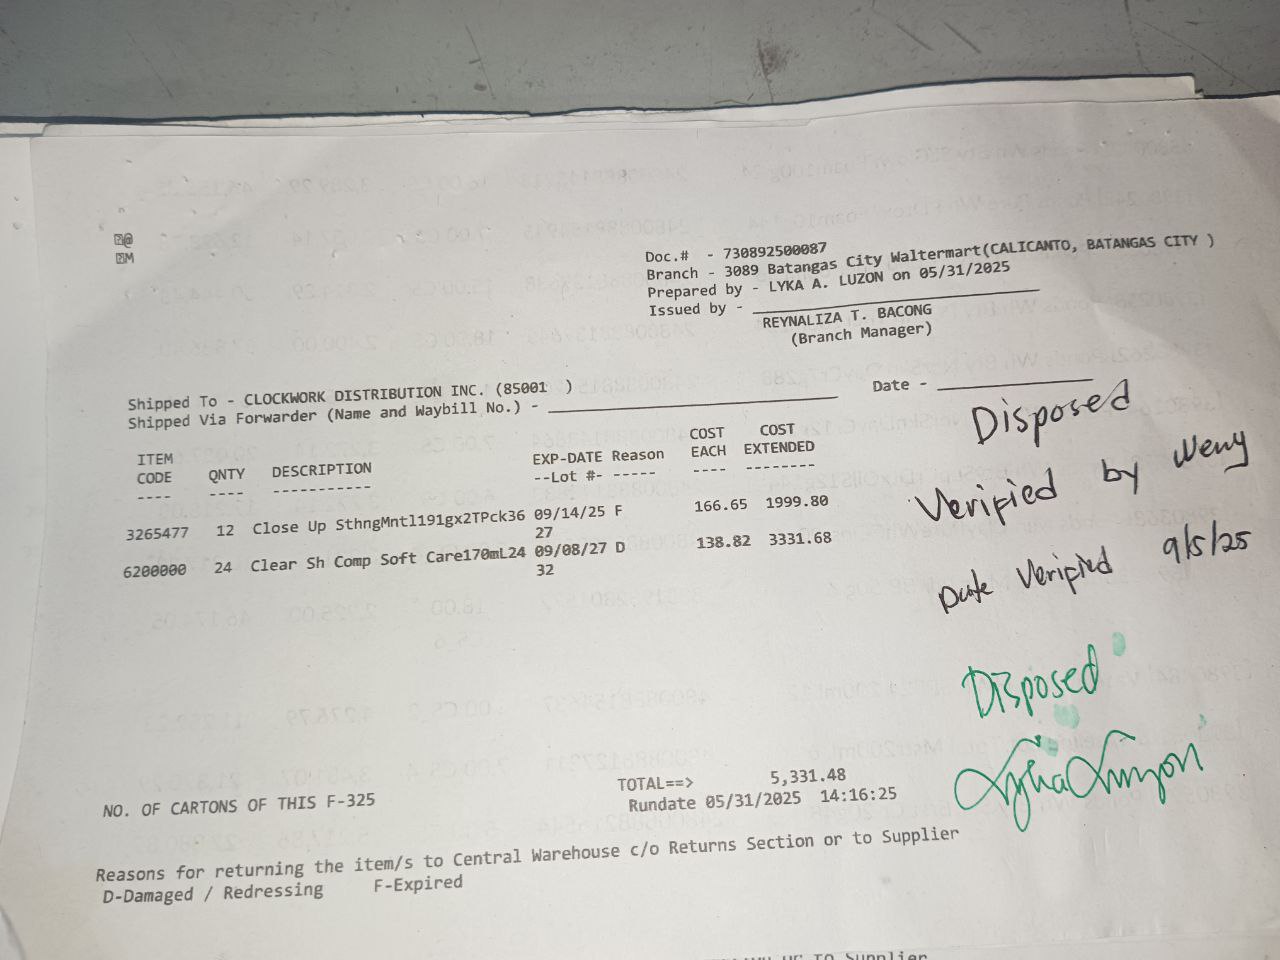 @
M
Doc.# - 730892500087
Branch - 3089 Batangas City Waltermart(CALICANTO, BATANGAS CITY )
Prepared by - LYKA A. LUZON on 05/31/2025
Issued by -
REYNALIZA T. BACONG
(Branch Manager)
Shipped To - CLOCKWORK DISTRIBUTION INC. (85001 )
Date -
Shipped Via Forwarder (Name and Waybill No.) -
Disposed
Verified by Weny
Date Verified 9/5/25
ITEM CODE QNTY DESCRIPTION EXP-DATE Reason COST EACH COST EXTENDED
--Lot #- -----
3265477 12 Close Up SthngMntl191gx2TPck36 09/14/25 F 166.65 1999.80
27
6200000 24 Clear Sh Comp Soft Care170mL24 09/08/27 D 138.82 3331.68
32
Disposed
Lyka Luzon
TOTAL==> 5,331.48
NO. OF CARTONS OF THIS F-325
Rundate 05/31/2025 14:16:25
Reasons for returning the item/s to Central Warehouse c/o Returns Section or to Supplier
D-Damaged / Redressing F-Expired
to Supplier